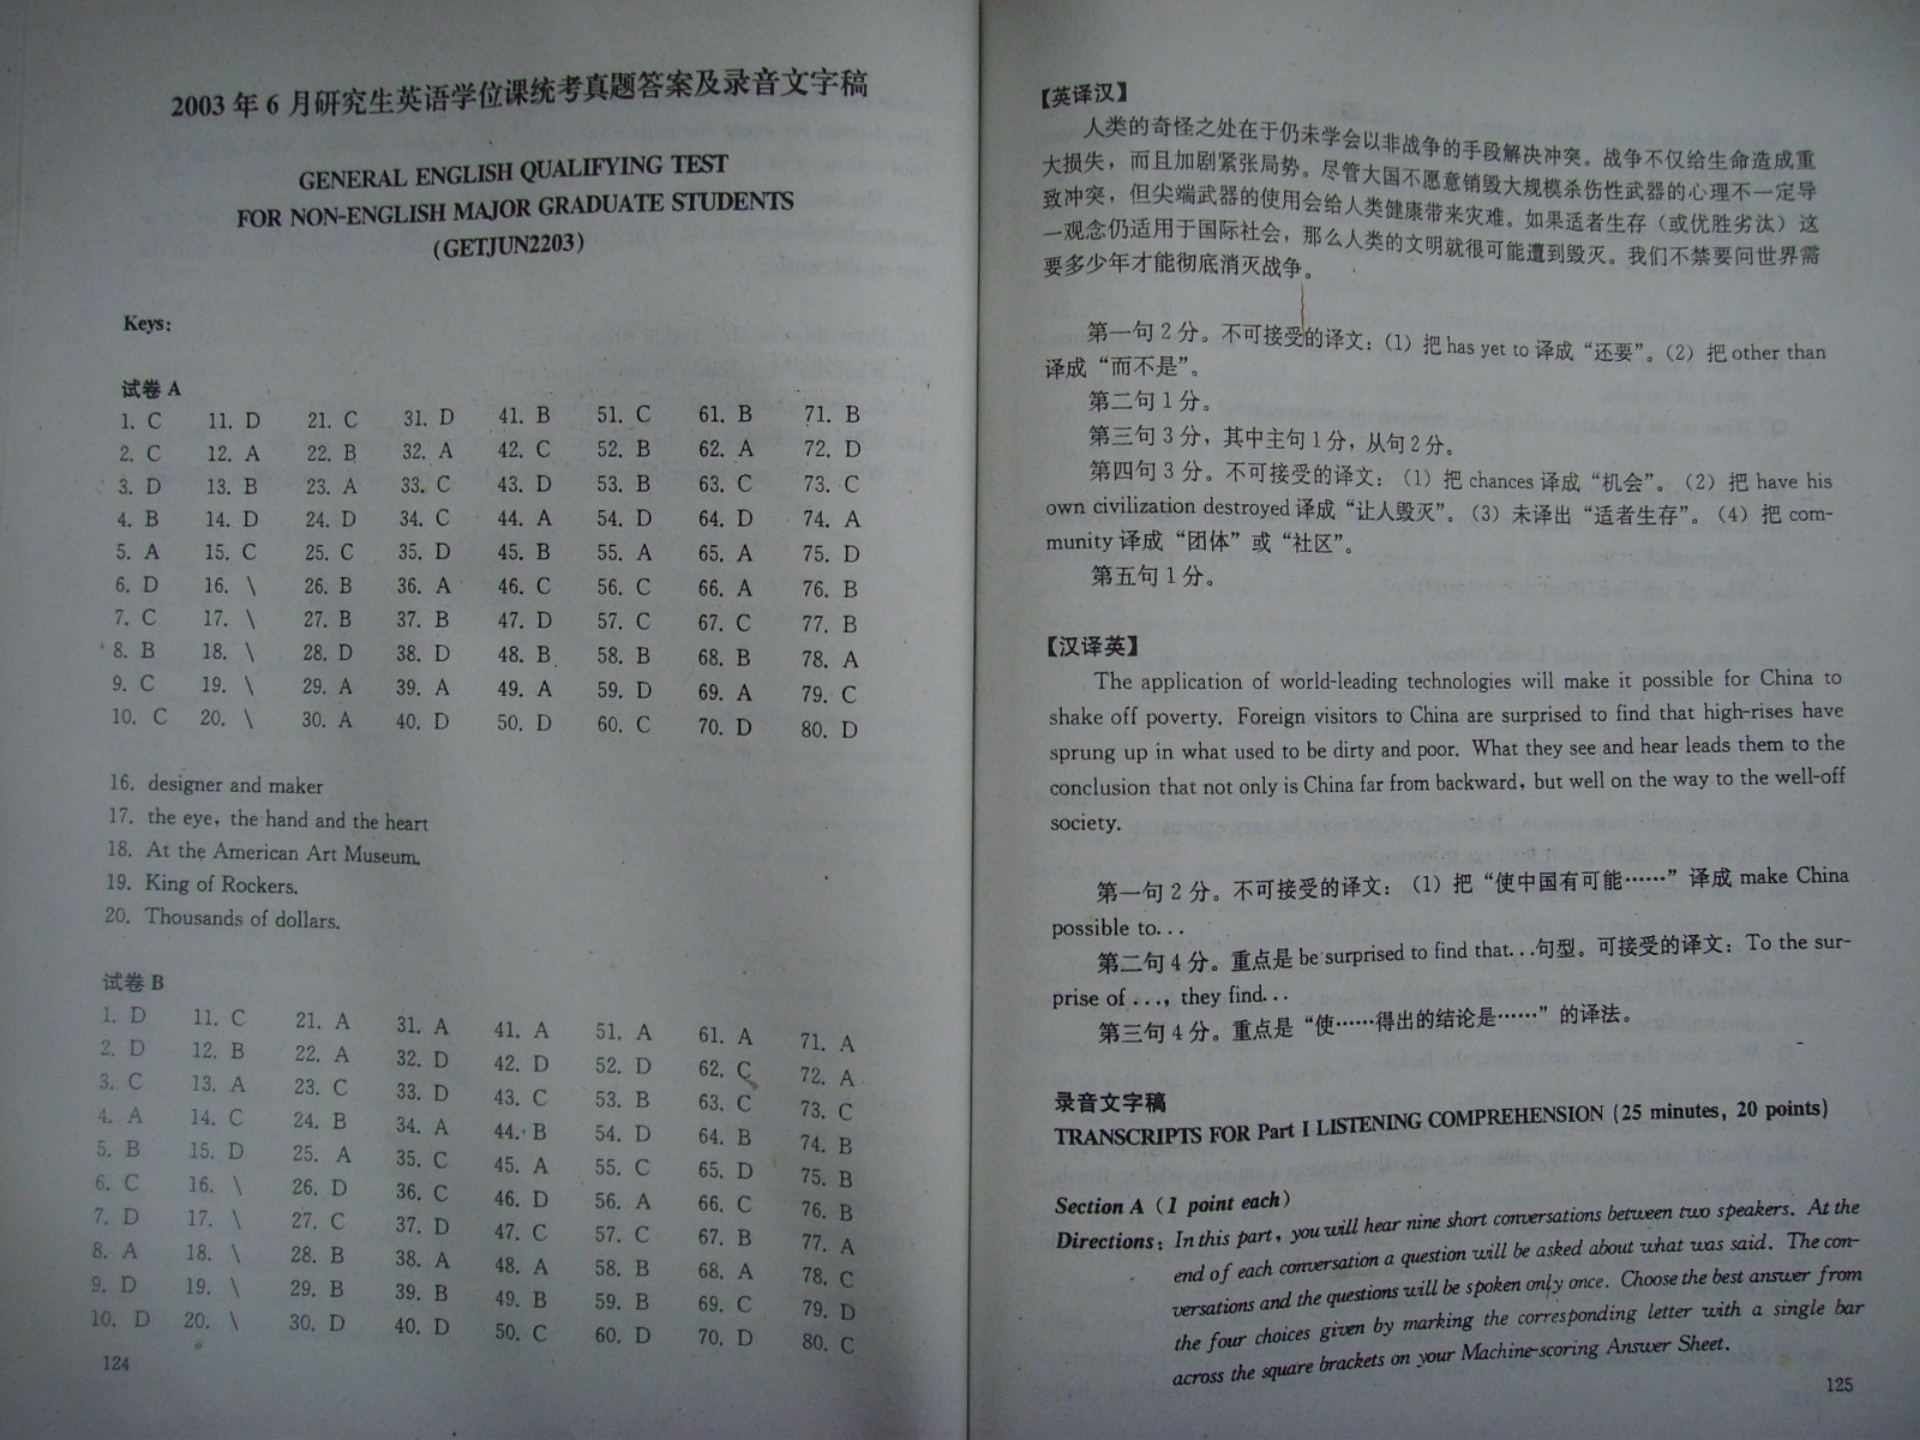 2003 年 6 月研究生英语学位课统考真题答案及录音文字稿
GENERAL ENGLISH QUALIFYING TEST
FOR NON-ENGLISH MAJOR GRADUATE STUDENTS
(GETJUN2203)
Keys:
试卷 A
1. C 11. D 21. C 31. D 41. B 51. C 61. B 71. B
2. C 12. A 22. B 32. A 42. C 52. B 62. A 72. D
3. D 13. B 23. A 33. C 43. D 53. B 63. C 73. C
4. B 14. D 24. D 34. C 44. A 54. D 64. D 74. A
5. A 15. C 25. C 35. D 45. B 55. A 65. A 75. D
6. D 16. \ 26. B 36. A 46. C 56. C 66. A 76. B
7. C 17. \ 27. B 37. B 47. D 57. C 67. C 77. B
8. B 18. \ 28. D 38. D 48. B 58. B 68. B 78. A
9. C 19. \ 29. A 39. A 49. A 59. D 69. A 79. C
10. C 20. \ 30. A 40. D 50. D 60. C 70. D 80. D
16. designer and maker
17. the eye, the hand and the heart
18. At the American Art Museum.
19. King of Rockers.
20. Thousands of dollars.
试卷 B
1. D 11. C 21. A 31. A 41. A 51. A 61. A 71. A
2. D 12. B 22. A 32. D 42. D 52. D 62. C 72. A
3. C 13. A 23. C 33. D 43. C 53. B 63. C 73. C
4. A 14. C 24. B 34. A 44. B 54. D 64. B 74. B
5. B 15. D 25. A 35. C 45. A 55. C 65. D 75. B
6. C 16. \ 26. D 36. C 46. D 56. A 66. C 76. B
7. D 17. \ 27. C 37. D 47. C 57. C 67. B 77. A
8. A 18. \ 28. B 38. A 48. A 58. B 68. A 78. C
9. D 19. \ 29. B 39. B 49. B 59. B 69. C 79. D
10. D 20. \ 30. D 40. D 50. C 60. D 70. D 80. C
124
【英译汉】
人类的奇怪之处在于仍未学会以非战争的手段解决冲突。战争不仅给生命造成重
大损失，而且加剧紧张局势。尽管大国不愿意销毁大规模杀伤性武器的心理不一定导
致冲突，但尖端武器的使用会给人类健康带来灾难。如果适者生存（或优胜劣汰）这
一观念仍适用于国际社会，那么人类的文明就很可能遭到毁灭。我们不禁要问世界需
要多少年才能彻底消灭战争。
第一句 2 分。不可接受的译文：（1）把 has yet to 译成“还要”。（2）把 other than
译成“而不是”。
第二句 1 分。
第三句 3 分，其中主句 1 分，从句 2 分。
第四句 3 分。不可接受的译文：（1）把 chances 译成“机会”。（2）把 have his
own civilization destroyed 译成“让人毁灭”。（3）未译出“适者生存”。（4）把 com-
munity 译成“团体”或“社区”。
第五句 1 分。
【汉译英】
The application of world-leading technologies will make it possible for China to
shake off poverty. Foreign visitors to China are surprised to find that high-rises have
sprung up in what used to be dirty and poor. What they see and hear leads them to the
conclusion that not only is China far from backward, but well on the way to the well-off
society.
第一句 2 分。不可接受的译文：（1）把“使中国有可能……”译成 make China
possible to...
第二句 4 分。重点是 be surprised to find that...句型。可接受的译文：To the sur-
prise of ..., they find...
第三句 4 分。重点是“使……得出的结论是……”的译法。
录音文字稿
TRANSCRIPTS FOR Part I LISTENING COMPREHENSION (25 minutes, 20 points)
Section A (1 point each)
Directions: In this part, you will hear nine short conversations between two speakers. At the
end of each conversation a question will be asked about what was said. The con-
versations and the questions will be spoken only once. Choose the best answer from
the four choices given by marking the corresponding letter with a single bar
across the square brackets on your Machine-scoring Answer Sheet.
125